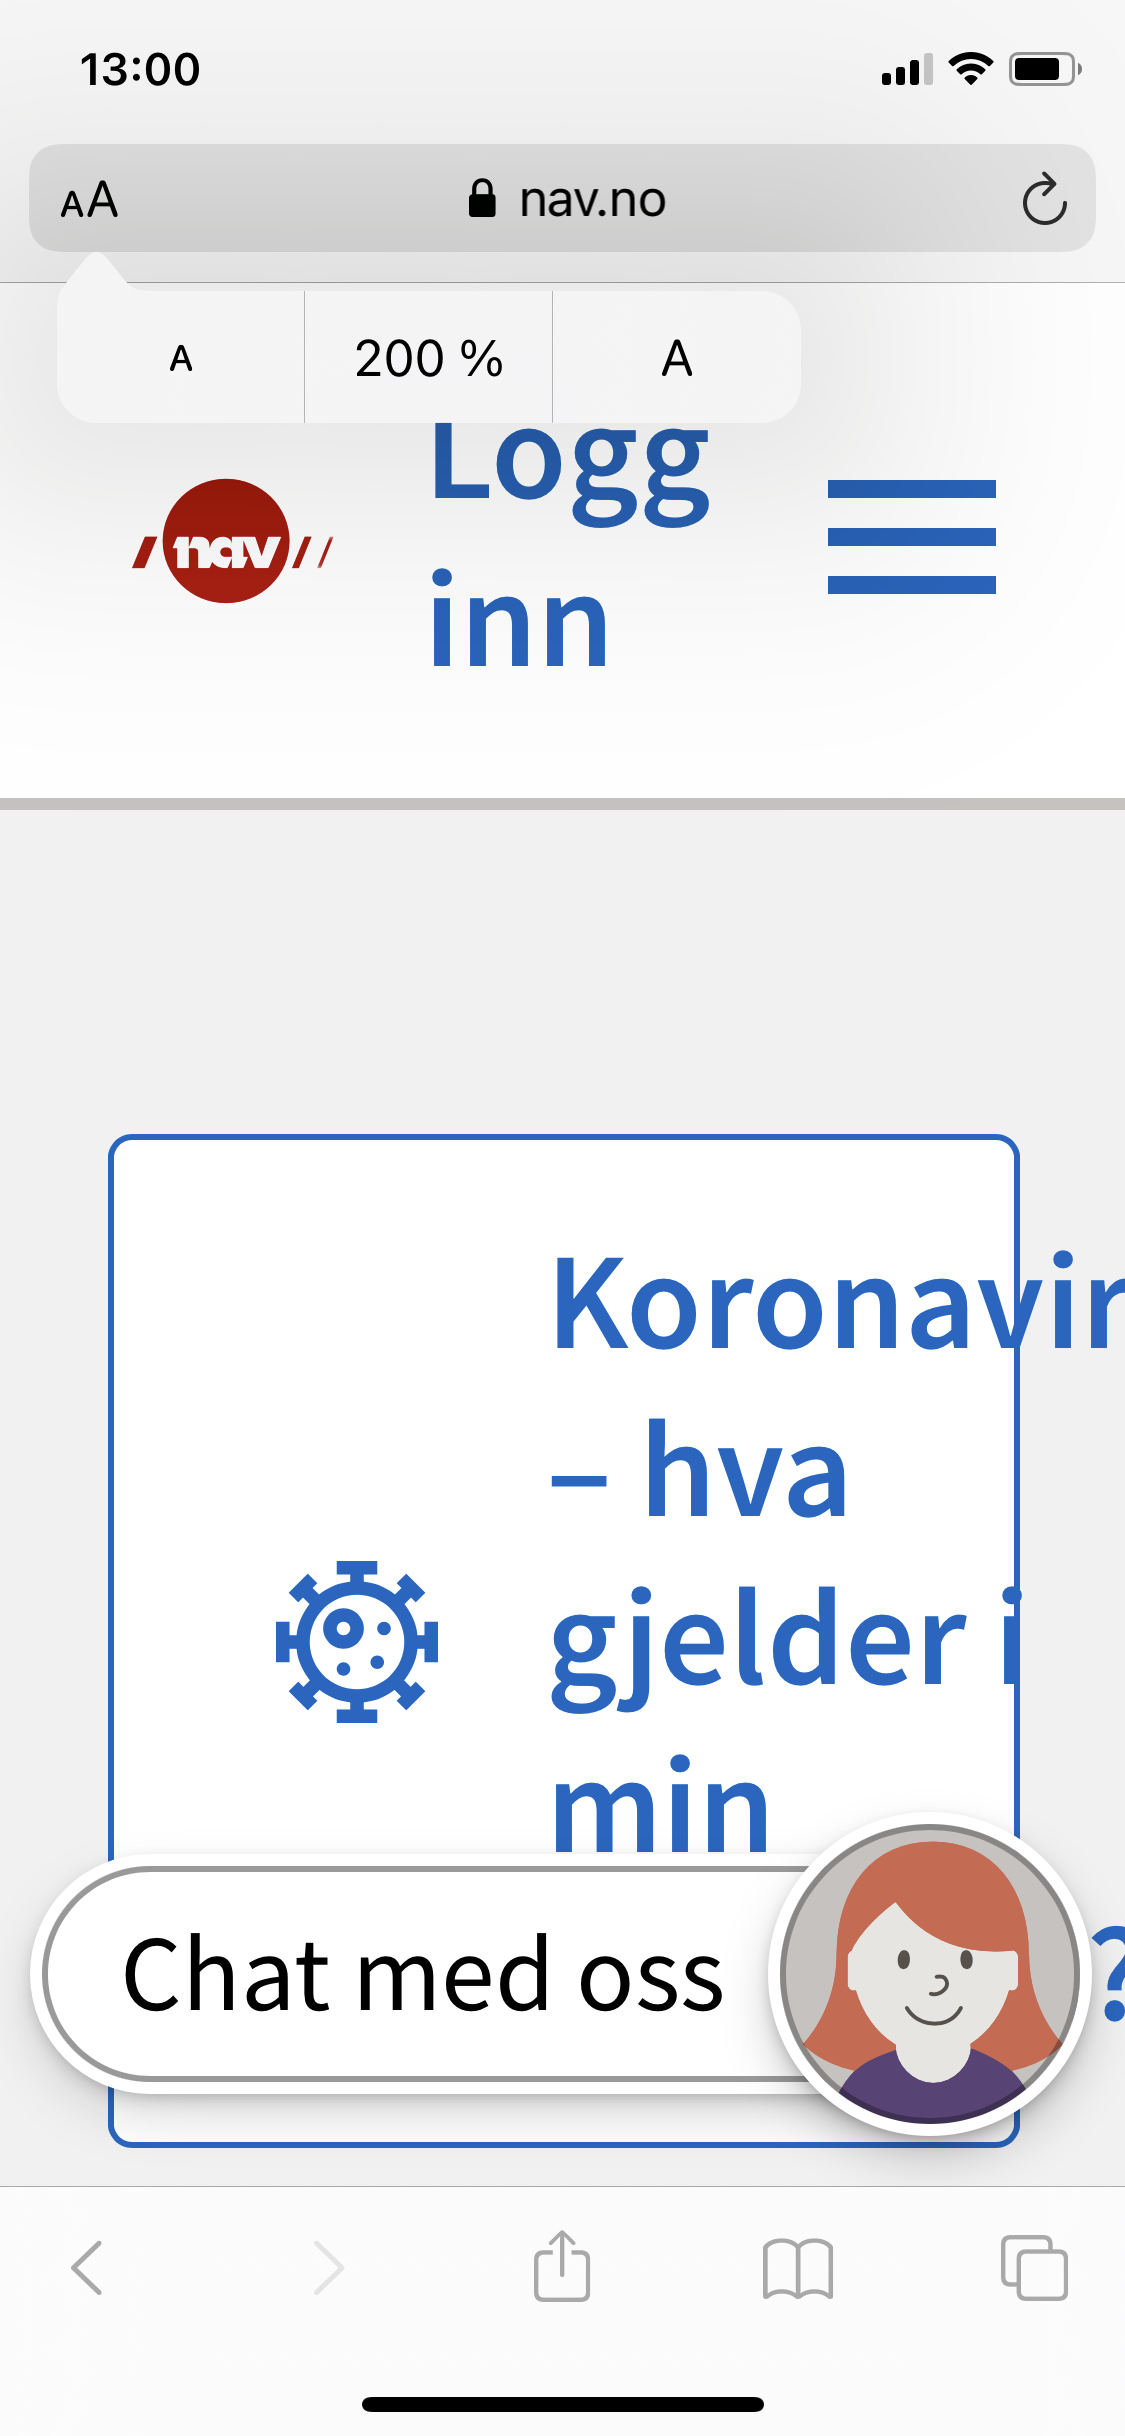 13:00
AA nav.no
A 200 % A
Logg
inn
nav
Koronavir
– hva
gjelder i
min
?
Chat med oss